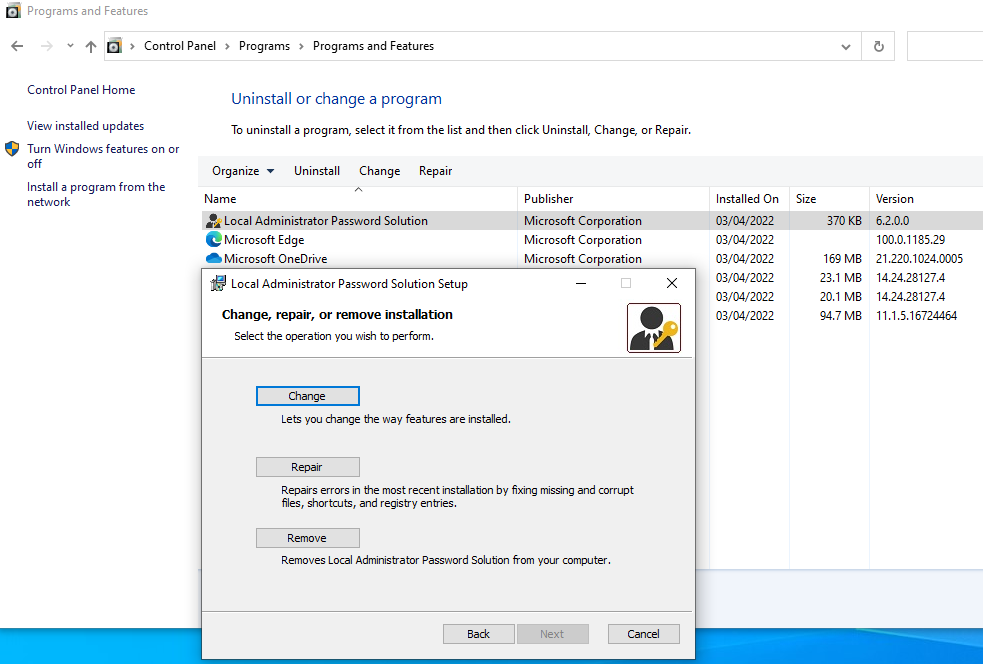 Programs and Features
Control Panel > Programs > Programs and Features
Control Panel Home
Uninstall or change a program
View installed updates
To uninstall a program, select it from the list and then click Uninstall, Change, or Repair.
Turn Windows features on or
off
Install a program from the
network
Organize Uninstall Change Repair
Name Publisher Installed On Size Version
Local Administrator Password Solution Microsoft Corporation 03/04/2022 370 KB 6.2.0.0
Microsoft Edge Microsoft Corporation 03/04/2022 100.0.1185.29
Microsoft OneDrive Microsoft Corporation 03/04/2022 169 MB 21.220.1024.0005
03/04/2022 23.1 MB 14.24.28127.4
03/04/2022 20.1 MB 14.24.28127.4
03/04/2022 94.7 MB 11.1.5.16724464
Local Administrator Password Solution Setup
Change, repair, or remove installation
Select the operation you wish to perform.
Change
Lets you change the way features are installed.
Repair
Repairs errors in the most recent installation by fixing missing and corrupt
files, shortcuts, and registry entries.
Remove
Removes Local Administrator Password Solution from your computer.
Back Next Cancel